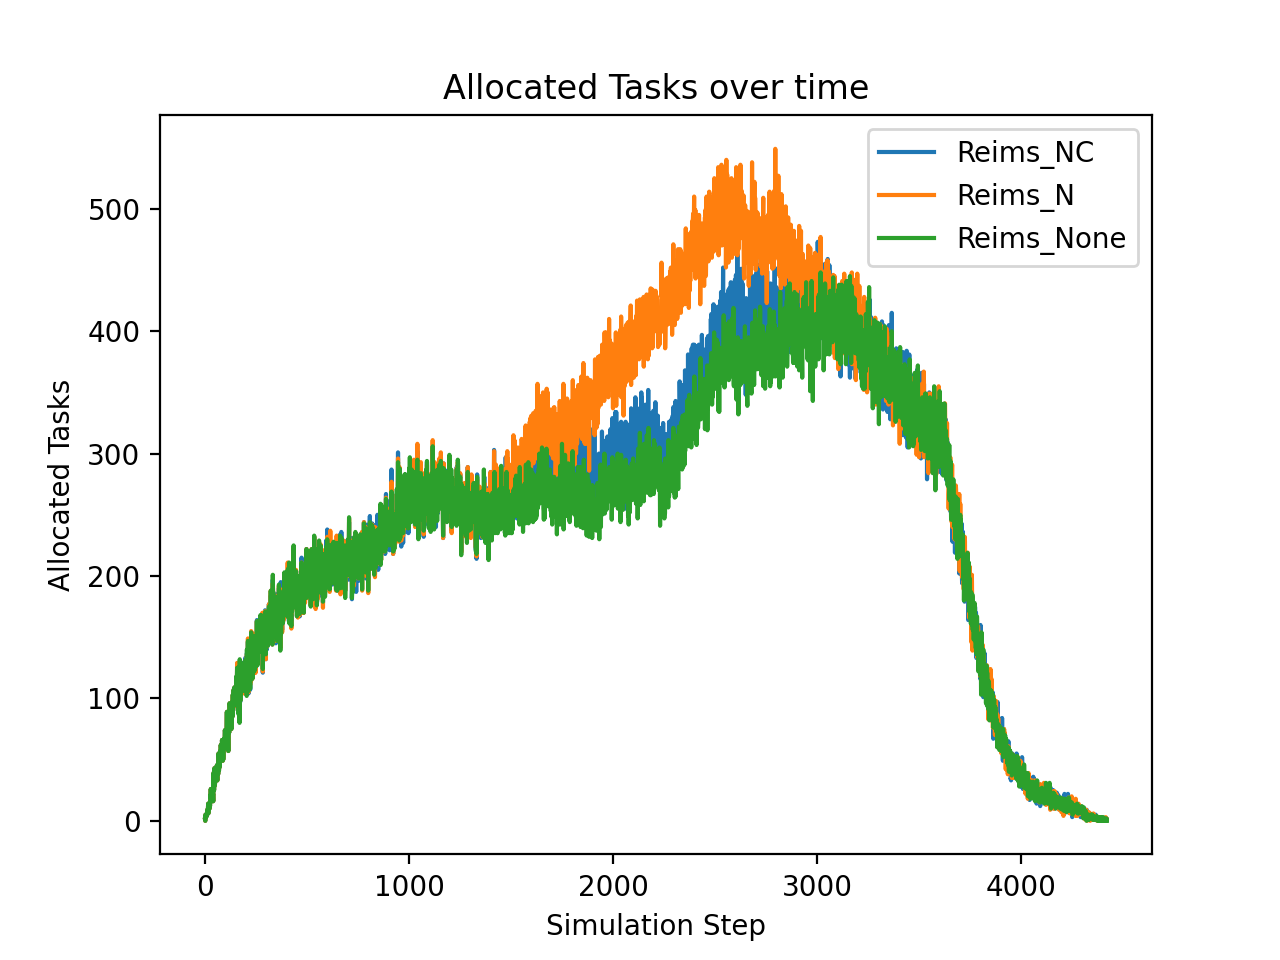 Allocated Tasks over time
Reims_NC
Reims_N
Reims_None
Allocated Tasks
500
400
300
200
100
0
0 1000 2000 3000 4000
Simulation Step